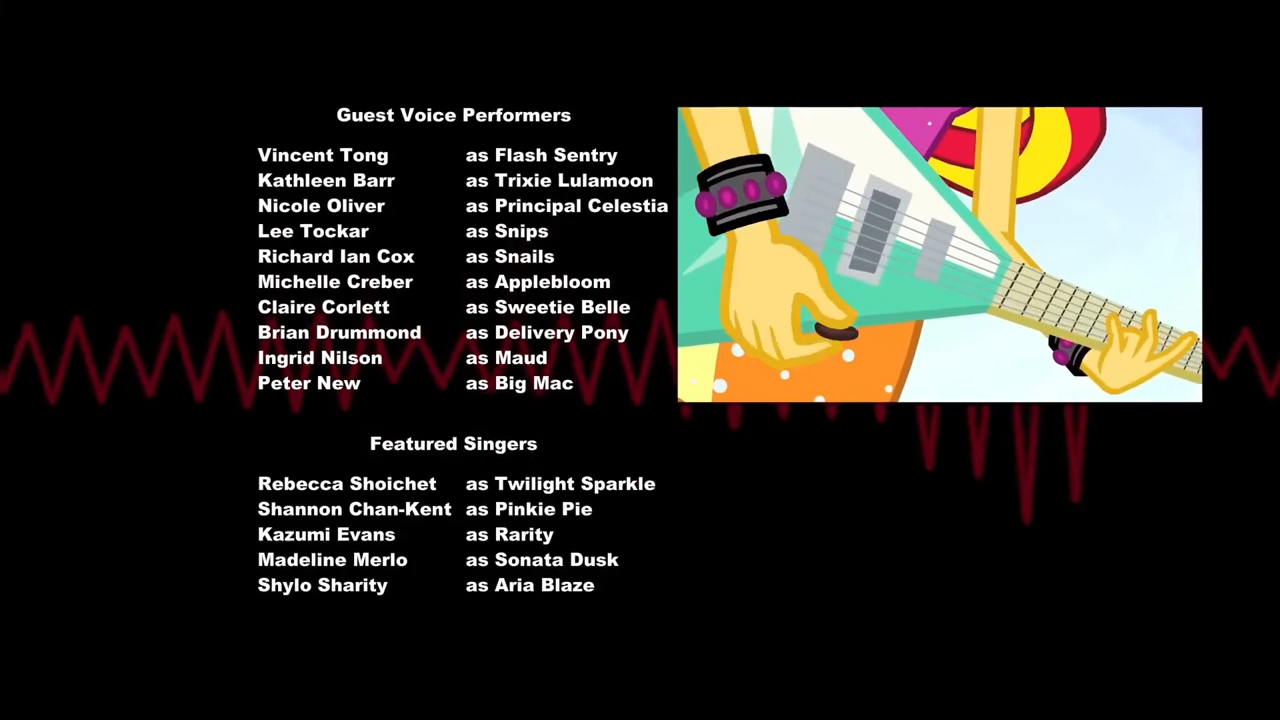 Guest Voice Performers
Vincent Tong as Flash Sentry
Kathleen Barr as Trixie Lulamoon
Nicole Oliver as Principal Celestia
Lee Tockar as Snips
Richard Ian Cox as Snails
Michelle Creber as Applebloom
Claire Corlett as Sweetie Belle
Brian Drummond as Delivery Pony
Ingrid Nilson as Maud
Peter New as Big Mac
Featured Singers
Rebecca Shoichet as Twilight Sparkle
Shannon Chan-Kent as Pinkie Pie
Kazumi Evans as Rarity
Madeline Merlo as Sonata Dusk
Shylo Sharity as Aria Blaze